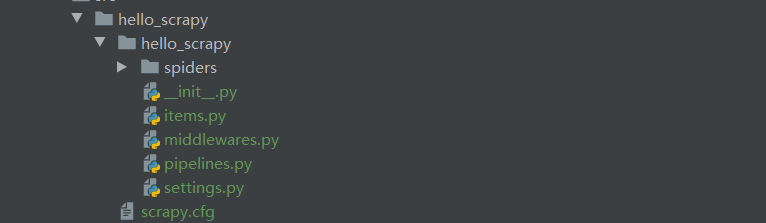 hello_scrapy
hello_scrapy
spiders
__init__.py
items.py
middlewares.py
pipelines.py
settings.py
scrapy.cfg